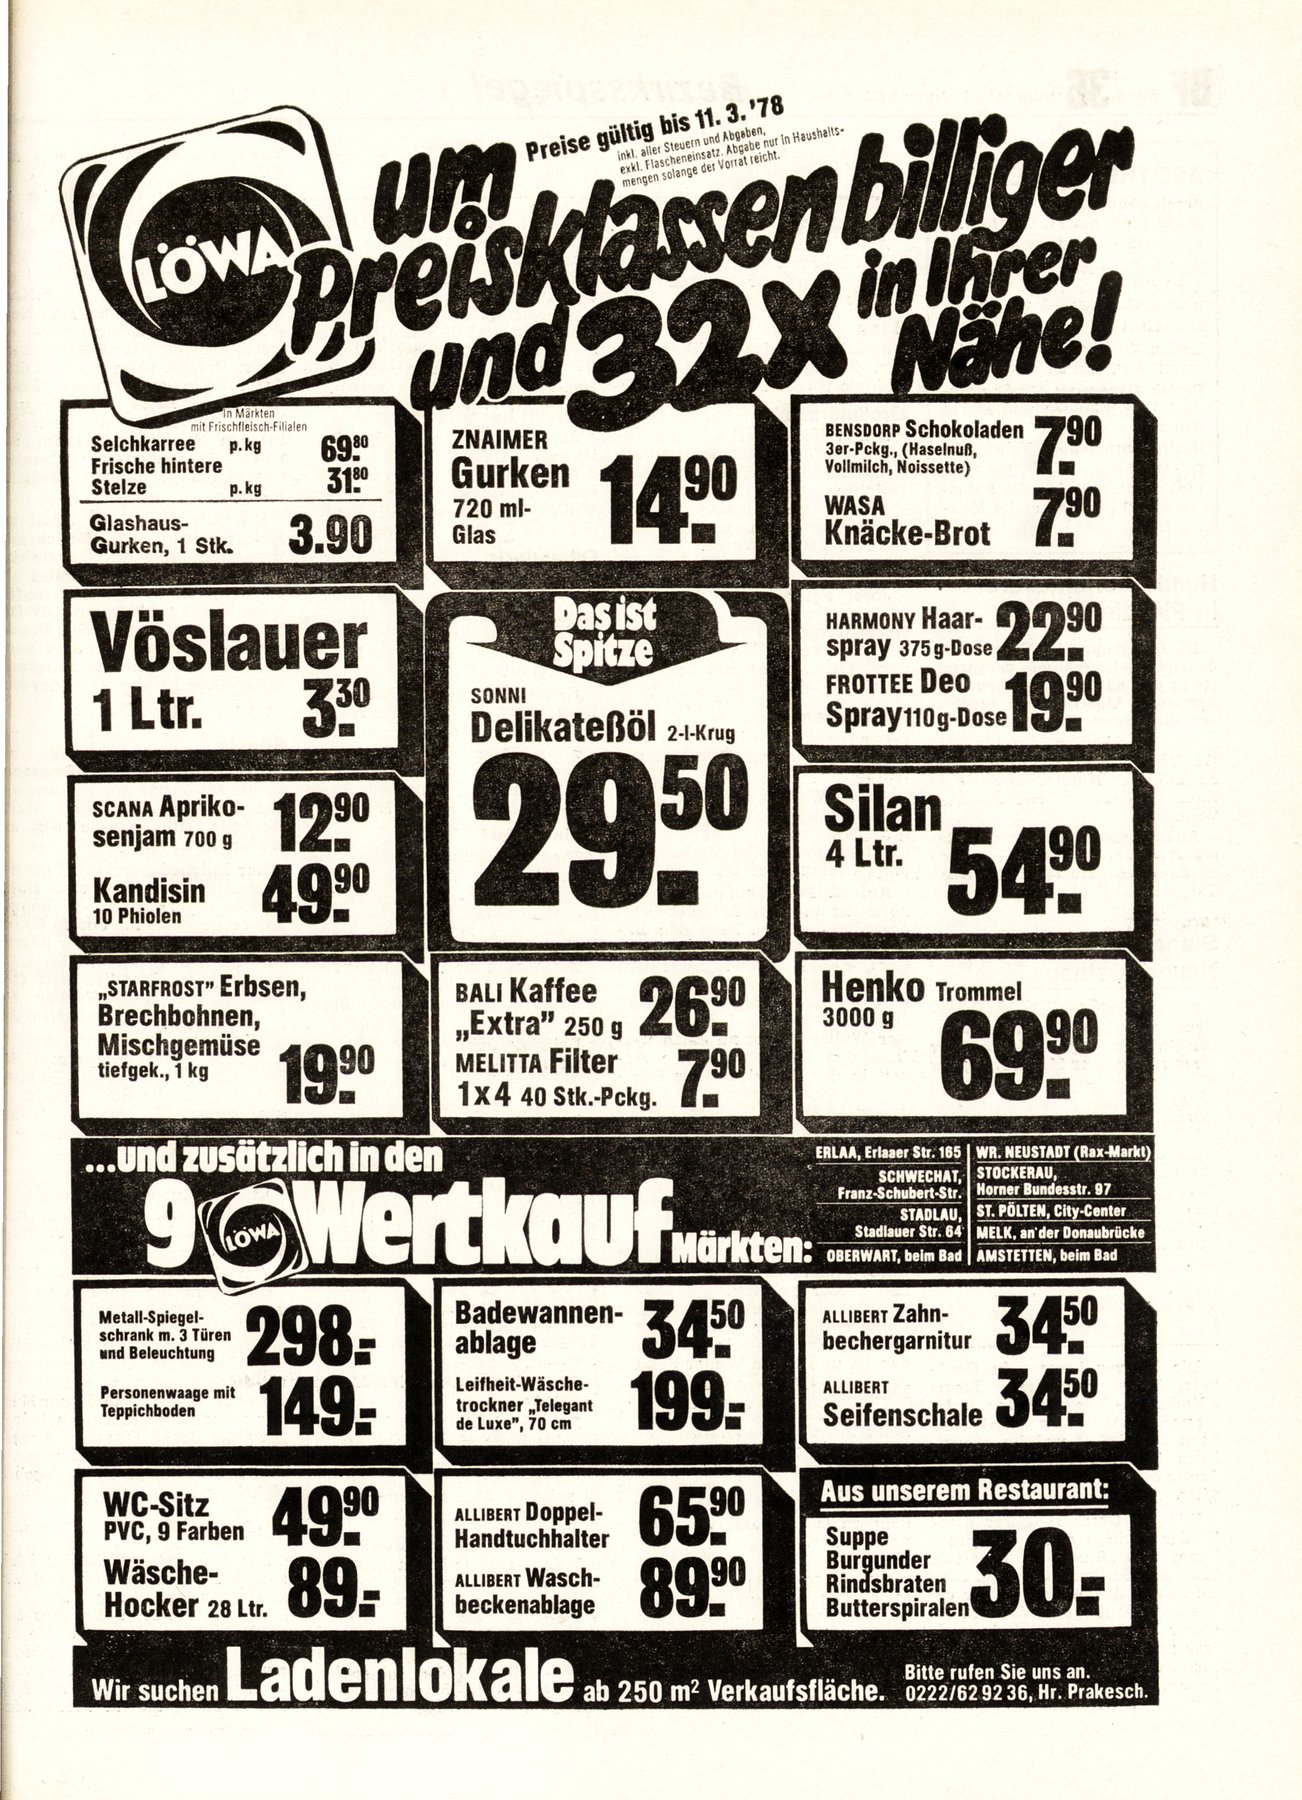 LÖWA
um
Preise gültig bis 11. 3. '78
inkl. aller Steuern und Abgaben,
exkl. Flascheneinsatz. Abgabe nur in Haushalts-
mengen solange der Vorrat reicht.
Preisklassen billiger
und 32x in Ihrer
Nähe!
In Märkten
mit Frischfleisch-Filialen
Selchkarree p. kg 69.80
Frische hintere
Stelze p. kg 31.80
Glashaus-
Gurken, 1 Stk. 3.90
ZNAIMER
Gurken
720 ml-
Glas 14.90
BENSDORP Schokoladen 7.90
3er-Pckg., (Haselnuß,
Vollmilch, Noissette)
WASA
Knäcke-Brot 7.90
Vöslauer
1 Ltr. 3.30
Das ist
Spitze
SONNI
Delikateßöl 2-l-Krug
29.50
HARMONY Haar-
spray 375 g-Dose 22.90
FROTTEE Deo
Spray 110 g-Dose 19.90
SCANA Apriko-
senjam 700 g 12.90
Kandisin
10 Phiolen 49.90
Silan
4 Ltr. 54.90
„STARFROST” Erbsen,
Brechbohnen,
Mischgemüse
tiefgek., 1 kg 19.90
BALI Kaffee
„Extra” 250 g 26.90
MELITTA Filter
1x4 40 Stk.-Pckg. 7.90
Henko Trommel
3000 g
69.90
...und zusätzlich in den
9 LÖWA Wertkauf Märkten:
ERLAA, Erlaaer Str. 165
SCHWECHAT,
Franz-Schubert-Str.
STADLAU,
Stadlauer Str. 64
OBERWART, beim Bad
WR. NEUSTADT (Rax-Markt)
STOCKERAU,
Horner Bundesstr. 97
ST. PÖLTEN, City-Center
MELK, an der Donaubrücke
AMSTETTEN, beim Bad
Metall-Spiegel-
schrank m. 3 Türen
und Beleuchtung 298.-
Personenwaage mit
Teppichboden 149.-
Badewannen-
ablage 34.50
Leifheit-Wäsche-
trockner „Telegant
de Luxe”, 70 cm 199.-
ALLIBERT Zahn-
bechergarnitur 34.50
ALLIBERT
Seifenschale 34.50
WC-Sitz
PVC, 9 Farben 49.90
Wäsche-
Hocker 28 Ltr. 89.-
ALLIBERT Doppel-
Handtuchhalter 65.90
ALLIBERT Wasch-
beckenablage 89.90
Aus unserem Restaurant:
Suppe
Burgunder
Rindsbraten
Butterspiralen 30.-
Wir suchen Ladenlokale ab 250 m² Verkaufsfläche.
Bitte rufen Sie uns an.
0222/62 92 36, Hr. Prakesch.